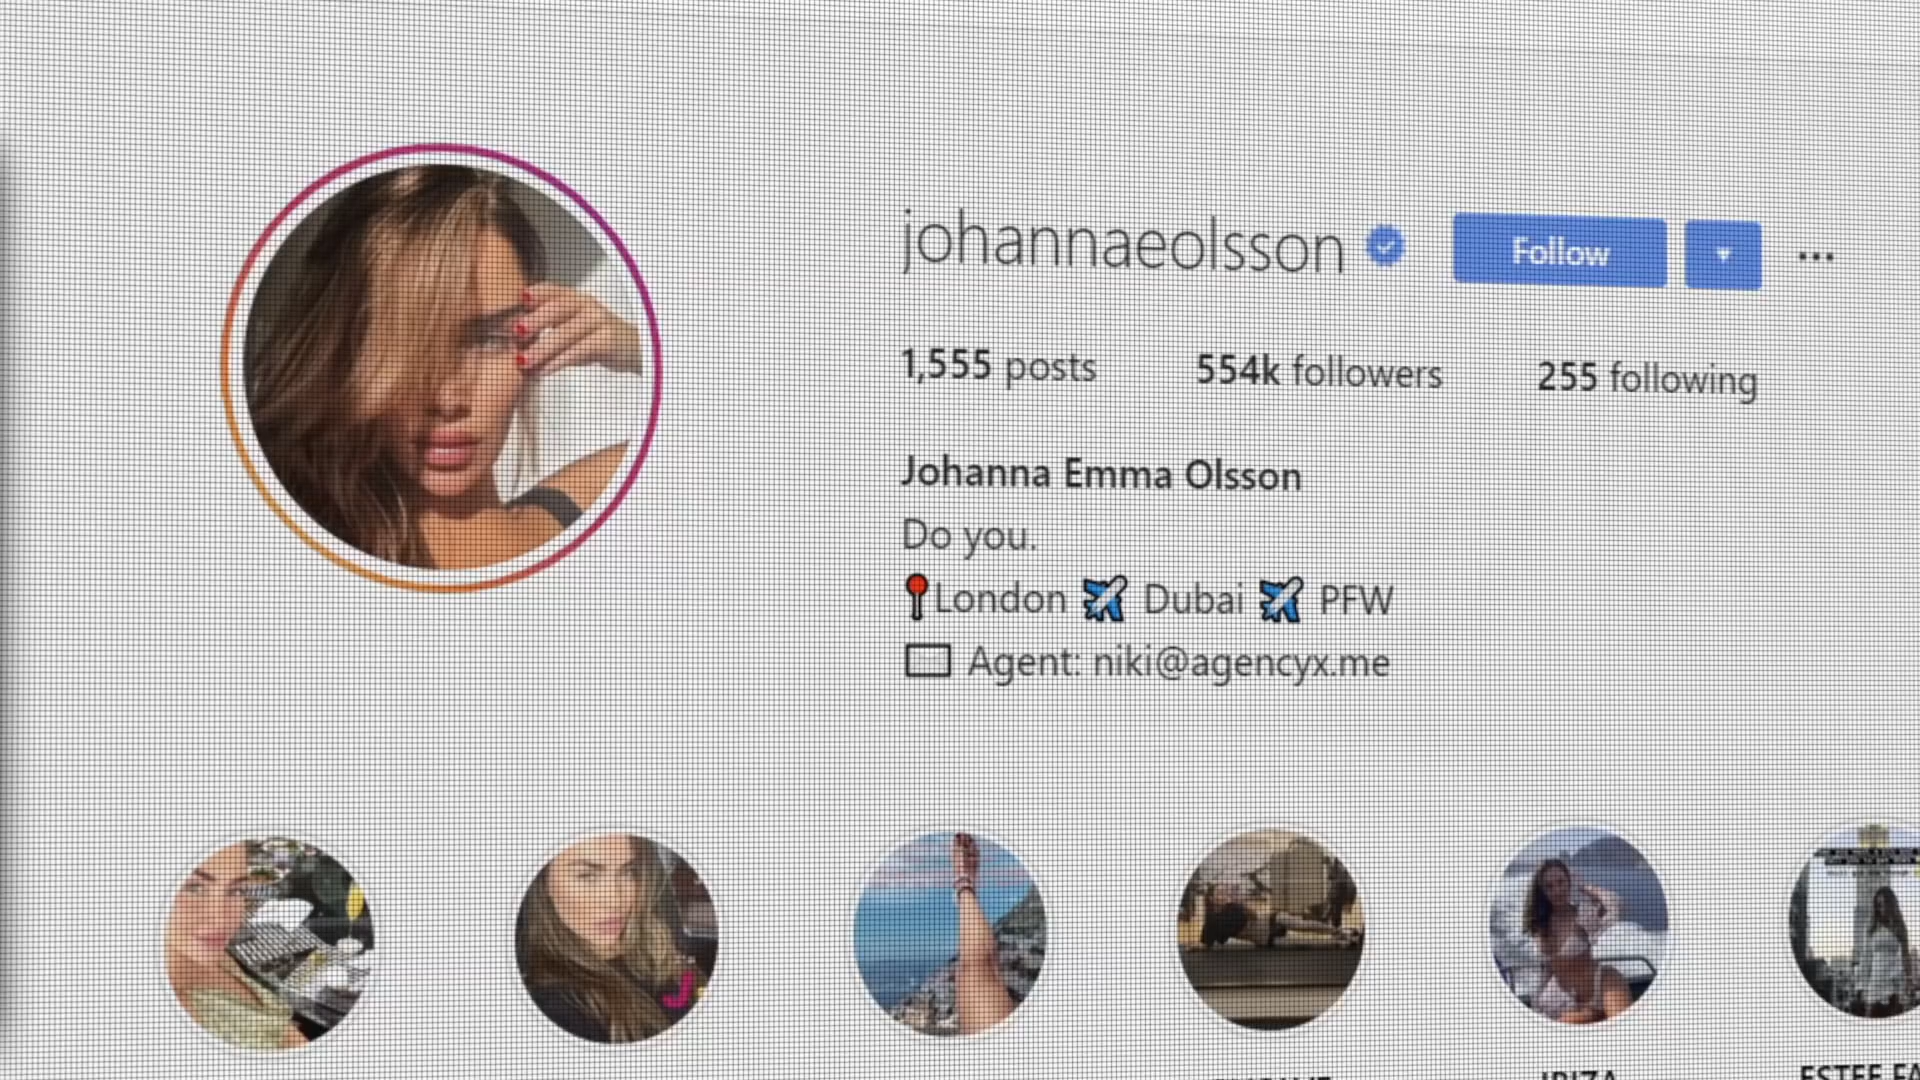 johannaeolsson Follow ...
1,555 posts 554k followers 255 following
Johanna Emma Olsson
Do you.
London Dubai PFW
Agent: niki@agencyx.me
IBIZA